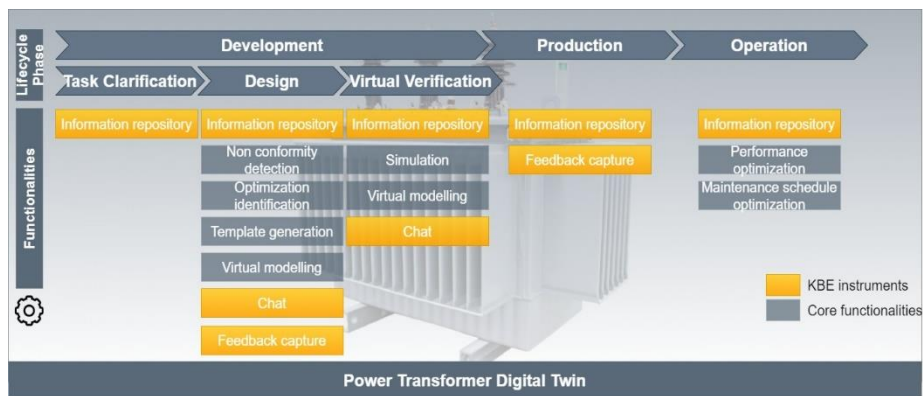 Lifecycle
Phase
Development
Production
Operation
Task Clarification
Design
Virtual Verification
Functionalities
Information repository
Information repository
Information repository
Information repository
Information repository
Non conformity
detection
Simulation
Feedback capture
Performance
optimization
Optimization
identification
Virtual modelling
Maintenance schedule
optimization
Template generation
Chat
Virtual modelling
Chat
Feedback capture
KBE instruments
Core functionalities
Power Transformer Digital Twin